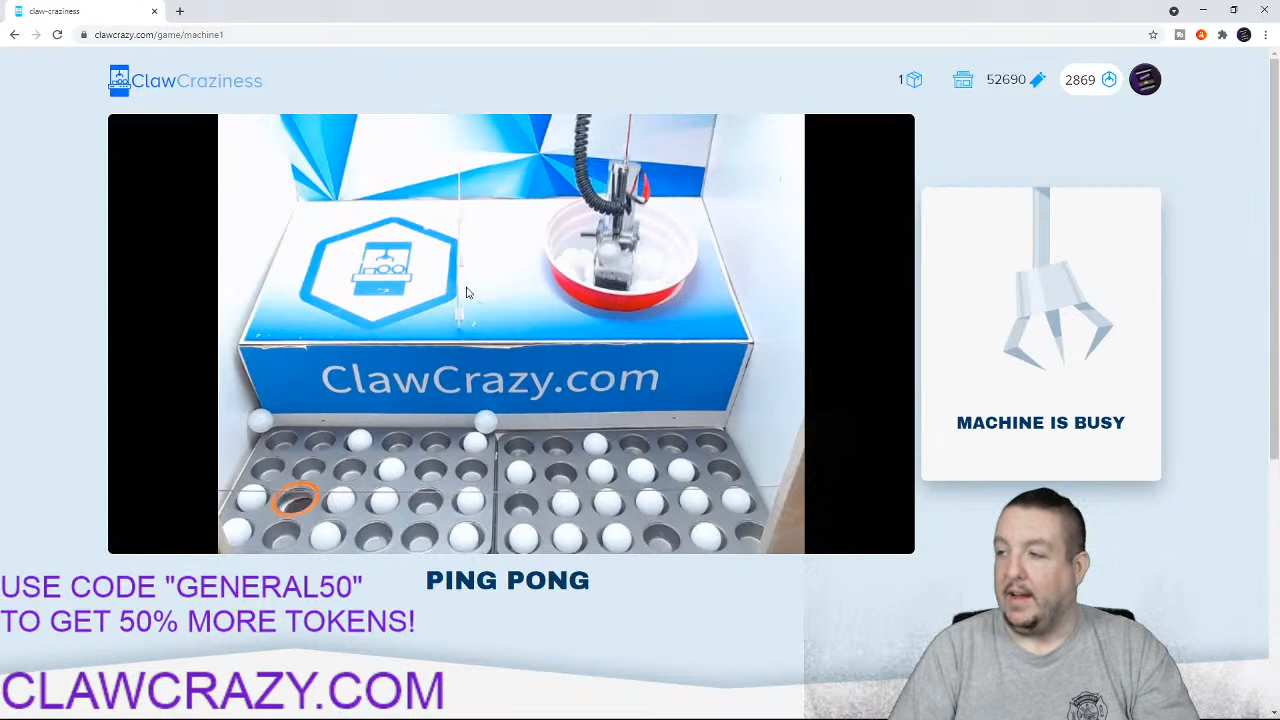 claw-craziness
clawcrazy.com/game/machine1
ClawCraziness
1
52690
2869
ClawCrazy.com
MACHINE IS BUSY
PING PONG
USE CODE "GENERAL50"
TO GET 50% MORE TOKENS!
CLAWCRAZY.COM